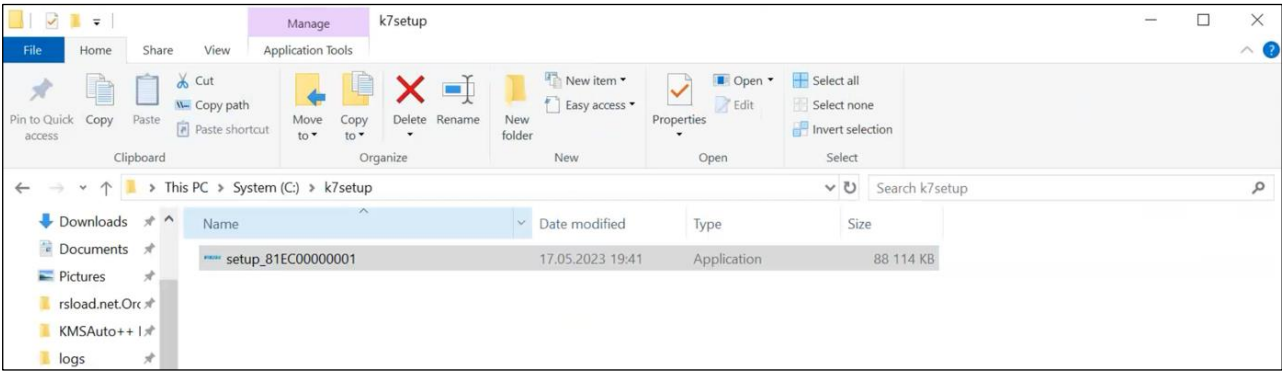 Manage k7setup
File Home Share View Application Tools
Pin to Quick access Copy Paste Cut Copy path Paste shortcut
Move to Copy to Delete Rename
New folder New item Easy access
Properties Open Edit
Select all Select none Invert selection
Clipboard Organize New Open Select
This PC > System (C:) > k7setup Search k7setup
Downloads Name Date modified Type Size
Documents setup_81EC00000001 17.05.2023 19:41 Application 88 114 KB
Pictures
rsload.net.Orc
KMSAuto++
logs